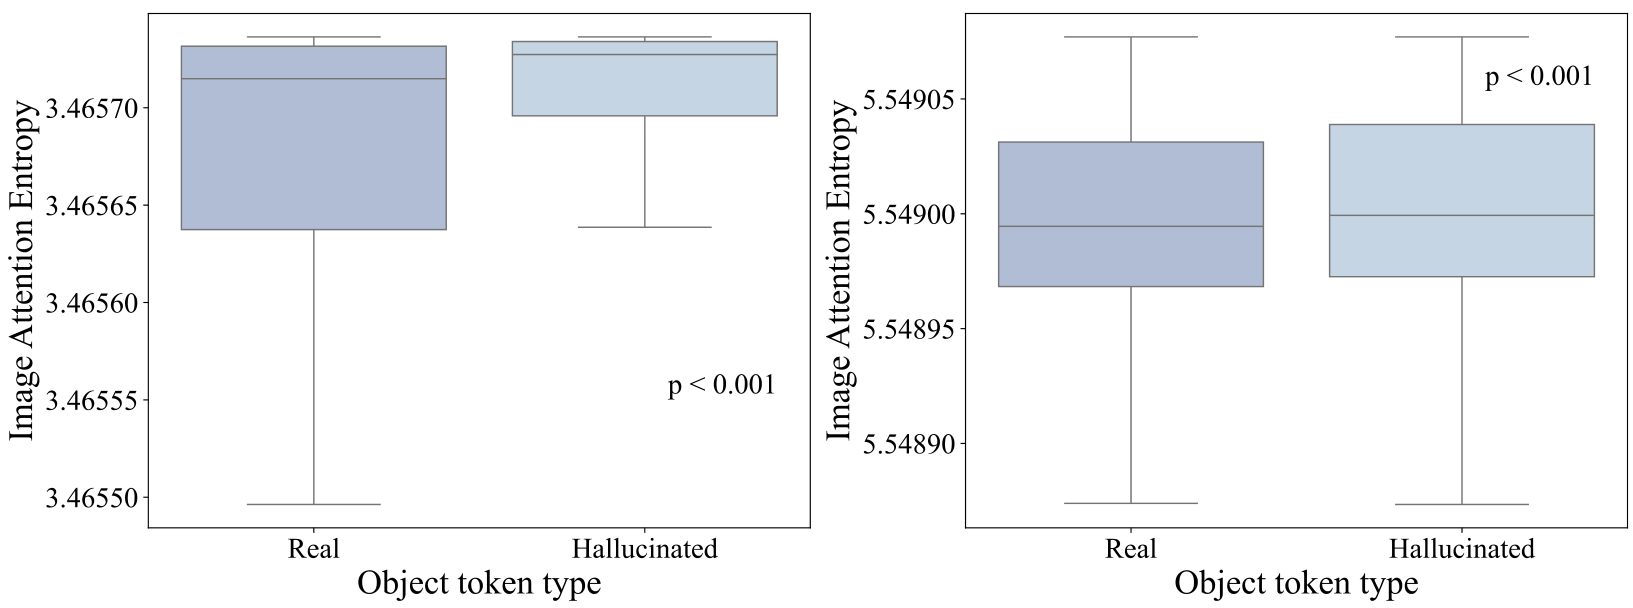 Image Attention Entropy
3.46570
3.46565
3.46560
3.46555
3.46550
p < 0.001
Real
Hallucinated
Object token type
Image Attention Entropy
5.54905
5.54900
5.54895
5.54890
p < 0.001
Real
Hallucinated
Object token type